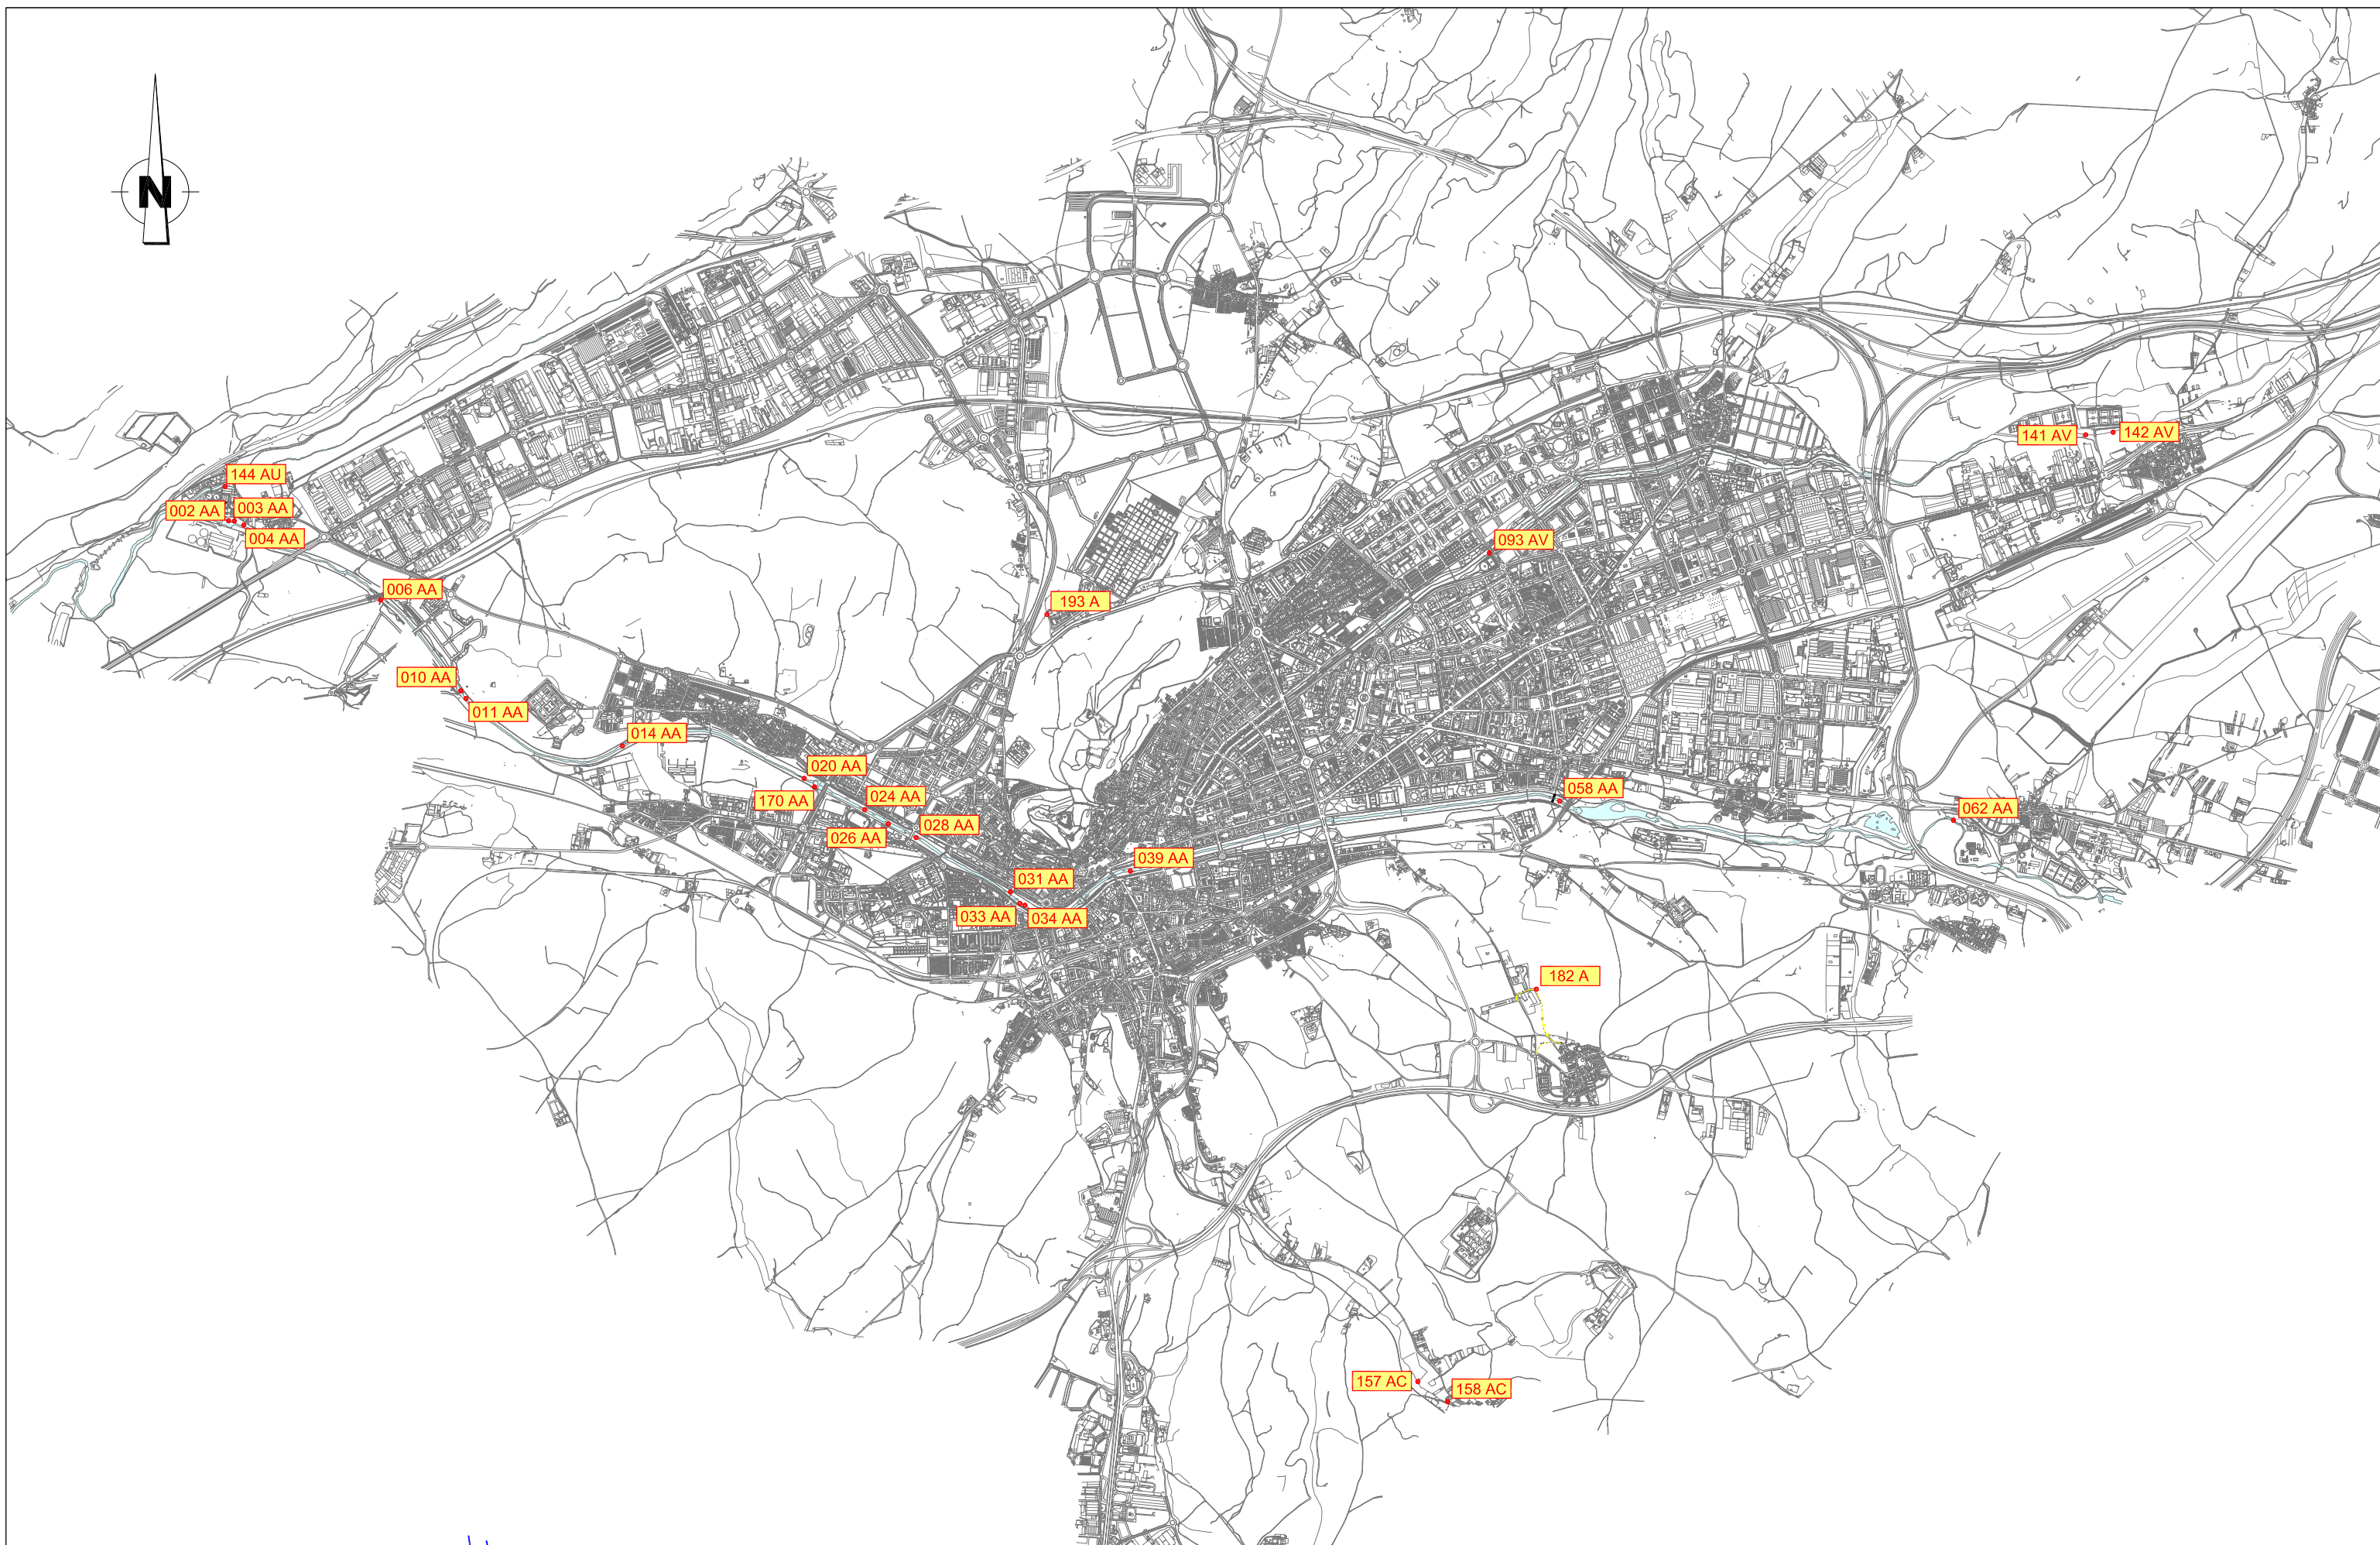 N
141 AV
142 AV
144 AU
002 AA
003 AA
004 AA
093 AV
006 AA
193 A
010 AA
011 AA
014 AA
020 AA
170 AA
024 AA
058 AA
026 AA
028 AA
062 AA
039 AA
031 AA
033 AA
034 AA
182 A
157 AC
158 AC